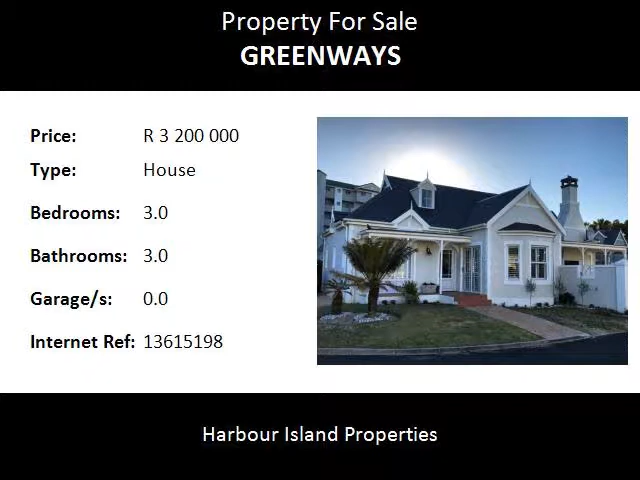 Property For Sale
GREENWAYS
Price: R 3 200 000
Type: House
Bedrooms: 3.0
Bathrooms: 3.0
Garage/s: 0.0
Internet Ref: 13615198
Harbour Island Properties